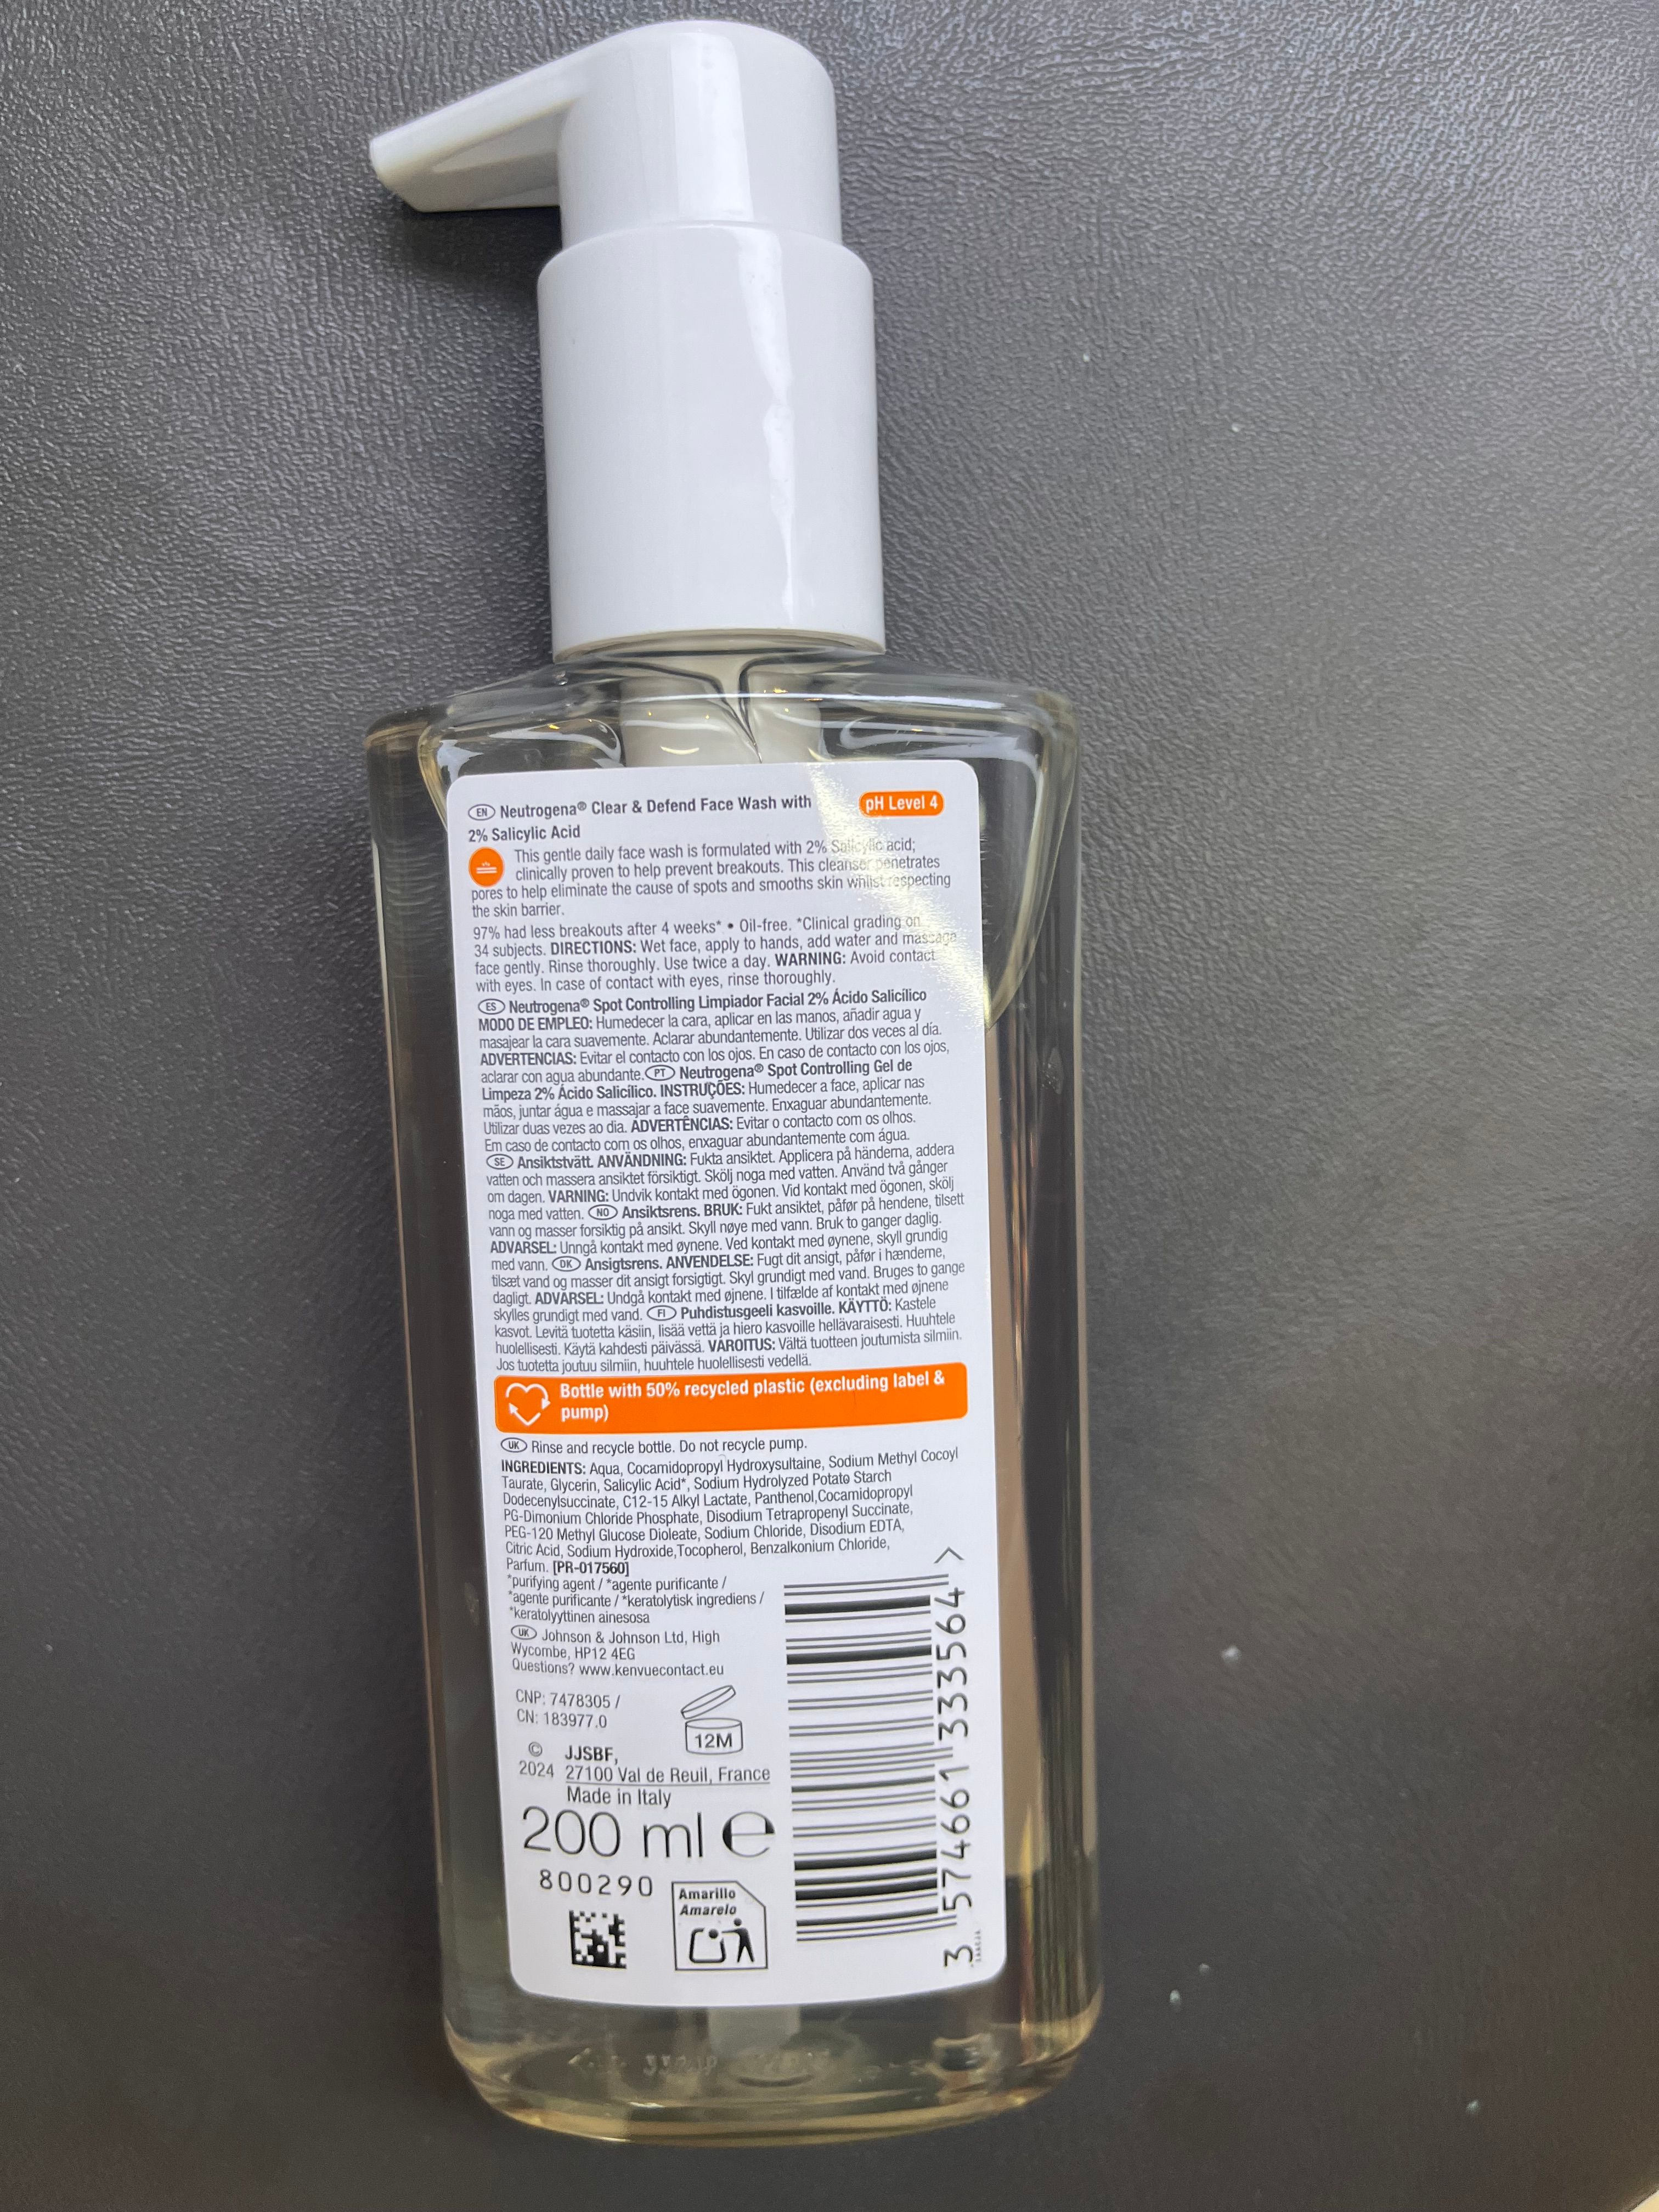 EN Neutrogena® Clear & Defend Face Wash with
pH Level 4
2% Salicylic Acid
This gentle daily face wash is formulated with 2% Salicylic acid;
clinically proven to help prevent breakouts. This cleanser penetrates
pores to help eliminate the cause of spots and smooths skin whilst respecting
the skin barrier.
97% had less breakouts after 4 weeks* • Oil-free. *Clinical grading on
34 subjects. DIRECTIONS: Wet face, apply to hands, add water and massage
face gently. Rinse thoroughly. Use twice a day. WARNING: Avoid contact
with eyes. In case of contact with eyes, rinse thoroughly.
ES Neutrogena® Spot Controlling Limpiador Facial 2% Ácido Salicílico
MODO DE EMPLEO: Humedecer la cara, aplicar en las manos, añadir agua y
masajear la cara suavemente. Aclarar abundantemente. Utilizar dos veces al día.
ADVERTENCIAS: Evitar el contacto con los ojos. En caso de contacto con los ojos,
aclarar con agua abundante. PT Neutrogena® Spot Controlling Gel de
Limpeza 2% Ácido Salicílico. INSTRUÇÕES: Humedecer a face, aplicar nas
mãos, juntar água e massajar a face suavemente. Enxaguar abundantemente.
Utilizar duas vezes ao dia. ADVERTÊNCIAS: Evitar o contacto com os olhos.
Em caso de contacto com os olhos, enxaguar abundantemente com água.
SE Ansiktstvätt. ANVÄNDNING: Fukta ansiktet. Applicera på händerna, addera
vatten och massera ansiktet försiktigt. Skölj noga med vatten. Använd två gånger
om dagen. VARNING: Undvik kontakt med ögonen. Vid kontakt med ögonen, skölj
noga med vatten. NO Ansiktsrens. BRUK: Fukt ansiktet, påfør på hendene, tilsett
vann og masser forsiktig på ansikt. Skyll nøye med vann. Bruk to ganger daglig.
ADVARSEL: Unngå kontakt med øynene. Ved kontakt med øynene, skyll grundig
med vann. DK Ansigtsrens. ANVENDELSE: Fugt dit ansigt, påfør i hænderne,
tilsæt vand og masser dit ansigt forsigtigt. Skyl grundigt med vand. Bruges to gange
dagligt. ADVARSEL: Undgå kontakt med øjnene. I tilfælde af kontakt med øjnene
skylles grundigt med vand. FI Puhdistusgeeli kasvoille. KÄYTTÖ: Kastele
kasvot. Levitä tuotetta käsiin, lisää vettä ja hiero kasvoille hellävaraisesti. Huuhtele
huolellisesti. Käytä kahdesti päivässä. VAROITUS: Vältä tuotteen joutumista silmiin.
Jos tuotetta joutuu silmiin, huuhtele huolellisesti vedellä.
Bottle with 50% recycled plastic (excluding label &
pump)
UK Rinse and recycle bottle. Do not recycle pump.
INGREDIENTS: Aqua, Cocamidopropyl Hydroxysultaine, Sodium Methyl Cocoyl
Taurate, Glycerin, Salicylic Acid*, Sodium Hydrolyzed Potato Starch
Dodecenylsuccinate, C12-15 Alkyl Lactate, Panthenol,Cocamidopropyl
PG-Dimonium Chloride Phosphate, Disodium Tetrapropenyl Succinate,
PEG-120 Methyl Glucose Dioleate, Sodium Chloride, Disodium EDTA,
Citric Acid, Sodium Hydroxide,Tocopherol, Benzalkonium Chloride,
Parfum. [PR-017560]
*purifying agent / *agente purificante /
*agente purificante / *keratolytisk ingrediens /
*keratolyyttinen ainesosa
UK Johnson & Johnson Ltd, High
Wycombe, HP12 4EG
Questions? www.kenvuecontact.eu
CNP: 7478305 /
CN: 183977.0
12M
© 2024
JJSBF,
27100 Val de Reuil, France
Made in Italy
200 ml e
800290
Amarillo
Amarelo
3 574661 333564 >